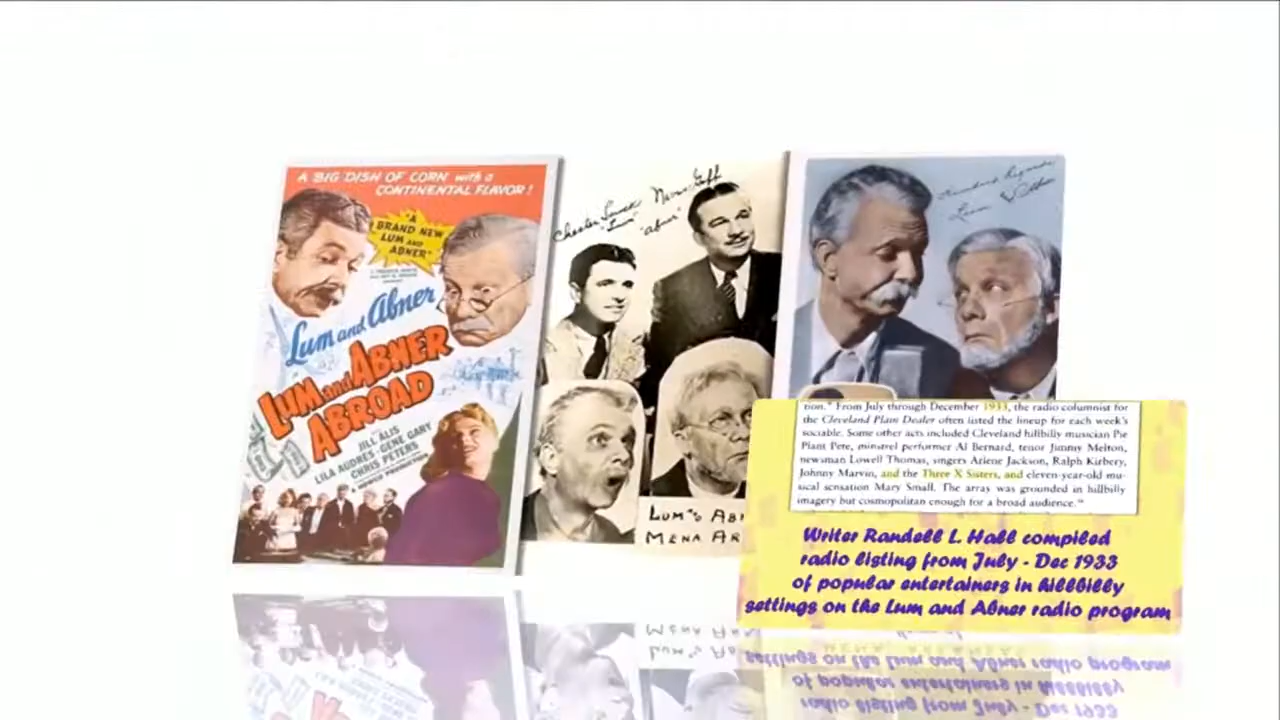 A BIG DISH OF CORN with a
CONTINENTAL FLAVOR!
"A
BRAND NEW
LUM AND
ABNER"
Lum and Abner
LUM and ABNER
ABROAD
JILL ALIS
LILA AUDRES · GENE GARY
CHRIS PETERS
PRODUCTION
Chester Lauck
"Lum"
Norris Goff
"abner"
LUM
MENA AR
tion." From July through December 1933, the radio columnist for
the Cleveland Plain Dealer often listed the lineup for each week's
sociable. Some other acts included Cleveland hillbilly musician Pie
Plant Pete, minstrel performer Al Bernard, tenor Jimmy Melton,
newsman Lowell Thomas, singers Arlene Jackson, Ralph Kirbery,
Johnny Marvin, and the Three X Sisters, and eleven-year-old mu-
sical sensation Mary Small. The array was grounded in hillbilly
imagery but cosmopolitan enough for a broad audience."
Writer Randell L. Hall compiled
radio listing from July - Dec 1933
of popular entertainers in hillbilly
settings on the Lum and Abner radio program